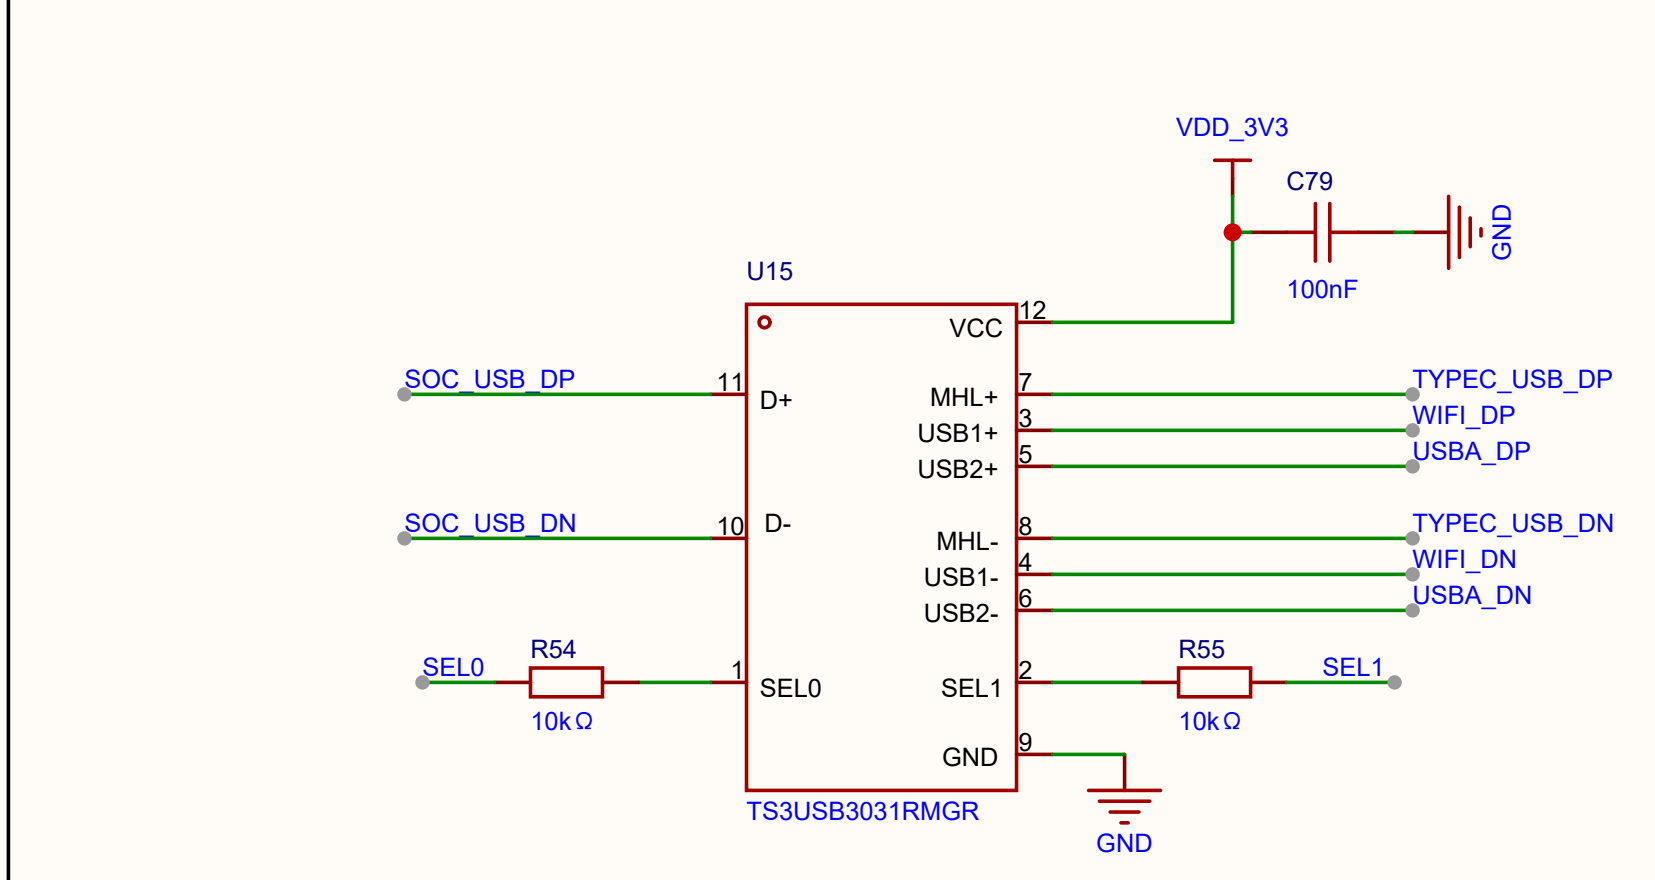 VDD_3V3
C79
GND
100nF
U15
12
VCC
SOC_USB_DP
11
D+
MHL+
7
TYPEC_USB_DP
USB1+
3
WIFI_DP
USB2+
5
USBA_DP
SOC_USB_DN
10
D-
MHL-
8
TYPEC_USB_DN
USB1-
4
WIFI_DN
USB2-
6
USBA_DN
SEL0
R54
10kΩ
1
SEL0
SEL1
2
R55
10kΩ
SEL1
GND
9
TS3USB3031RMGR
GND